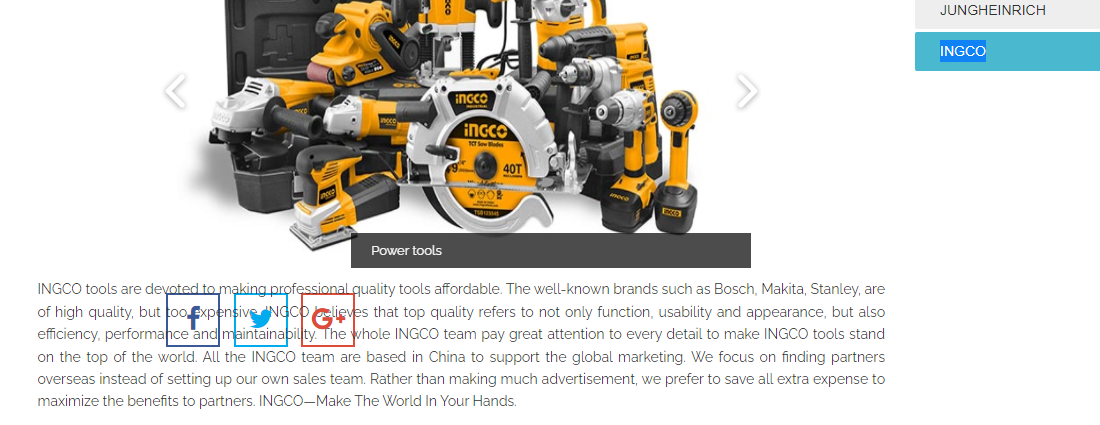 JUNGHEINRICH
INGCO
INGCO
INGCO
TCT Saw Blades
40T
INGCO
INGCO
Power tools
INGCO tools are devoted to making professional quality tools affordable. The well-known brands such as Bosch, Makita, Stanley, are
of high quality, but too expensive. INGCO believes that top quality refers to not only function, usability and appearance, but also
efficiency, performance and maintainability. The whole INGCO team pay great attention to every detail to make INGCO tools stand
on the top of the world. All the INGCO team are based in China to support the global marketing. We focus on finding partners
overseas instead of setting up our own sales team. Rather than making much advertisement, we prefer to save all extra expense to
maximize the benefits to partners. INGCO—Make The World In Your Hands.
f
G+